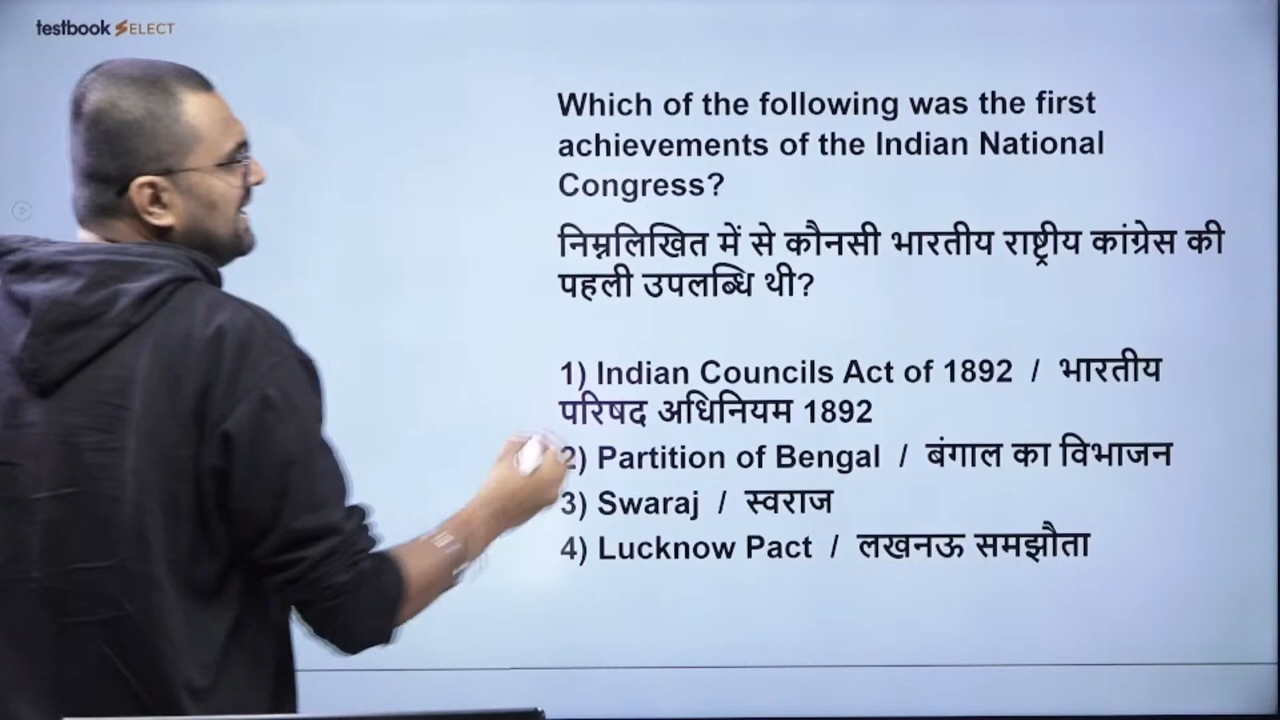 testbook SELECT
Which of the following was the first
achievements of the Indian National
Congress?
निम्नलिखित में से कौनसी भारतीय राष्ट्रीय कांग्रेस की
पहली उपलब्धि थी?
1) Indian Councils Act of 1892 / भारतीय
परिषद अधिनियम 1892
2) Partition of Bengal / बंगाल का विभाजन
3) Swaraj / स्वराज
4) Lucknow Pact / लखनऊ समझौता